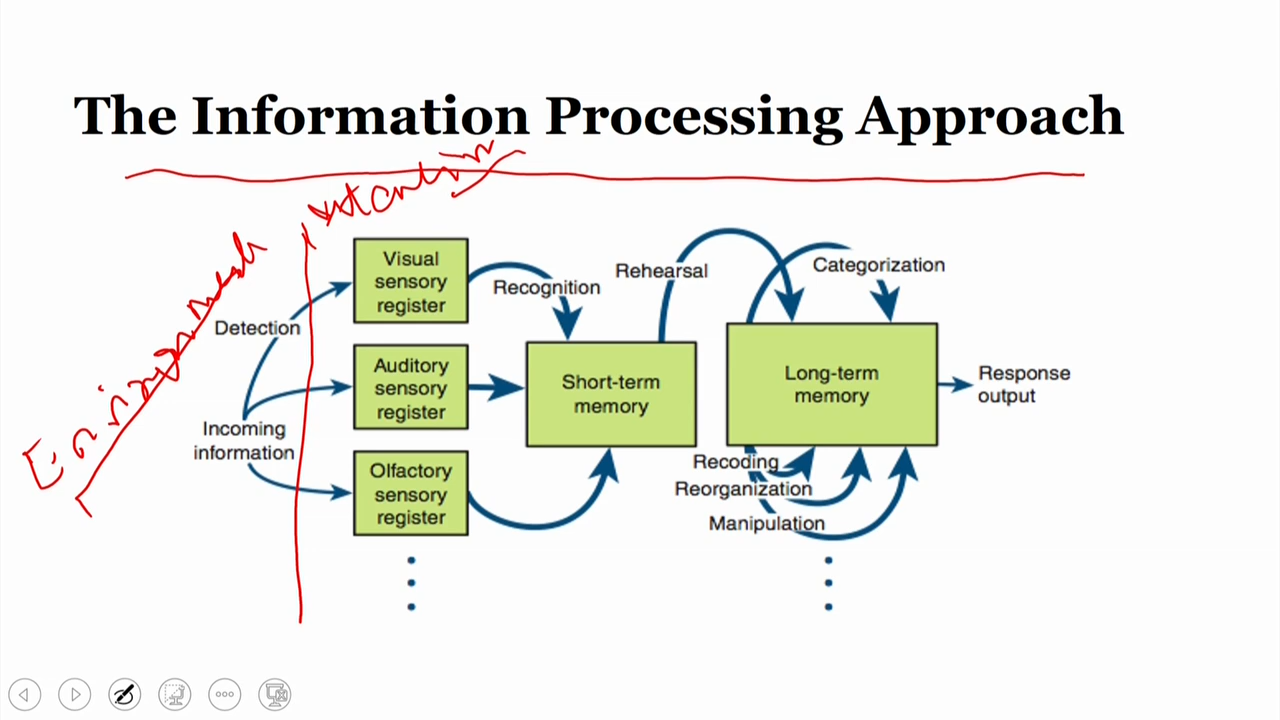 The Information Processing Approach
Environment
Visual
sensory
register
Recognition
Rehearsal
Categorization
Detection
Auditory
sensory
register
Short-term
memory
Long-term
memory
Response
output
Incoming
information
Olfactory
sensory
register
Recoding
Reorganization
Manipulation